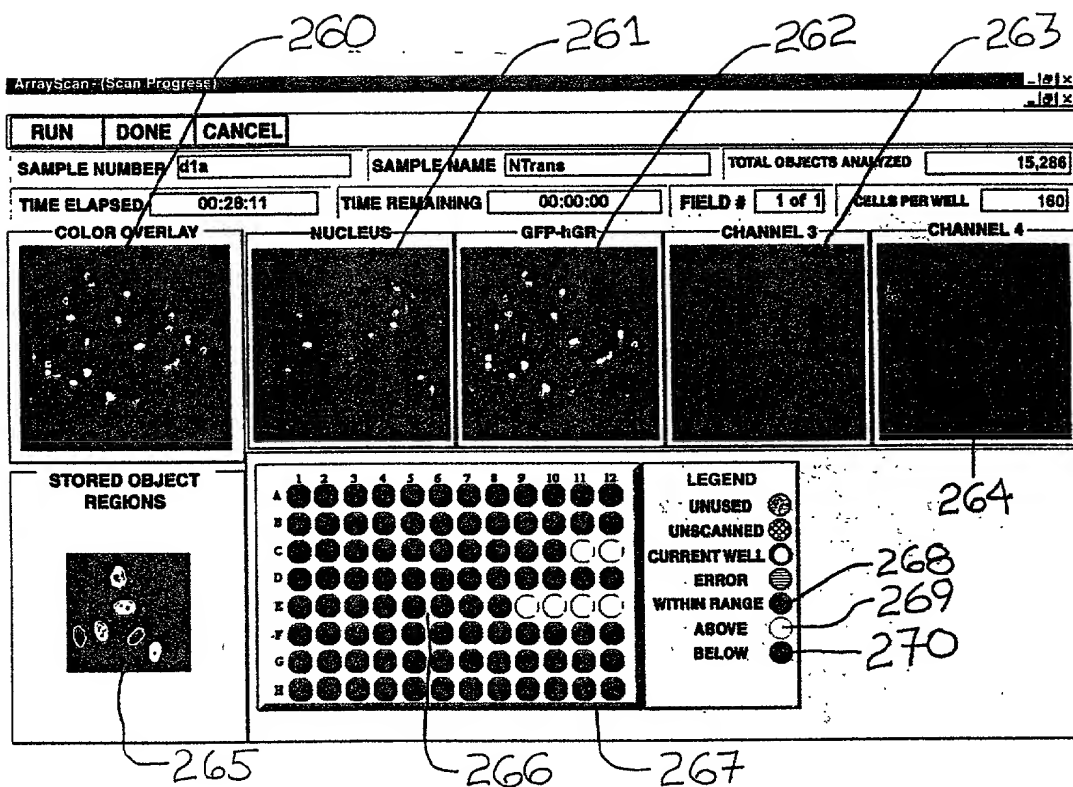 260 261 262 263
ArrayScan - (Scan Progress)
RUN DONE CANCEL
SAMPLE NUMBER d1a SAMPLE NAME NTrans TOTAL OBJECTS ANALYZED 15,286
TIME ELAPSED 00:28:11 TIME REMAINING 00:00:00 FIELD # 1 of 1 CELLS PER WELL 160
COLOR OVERLAY NUCLEUS GFP-hGR CHANNEL 3 CHANNEL 4
264
STORED OBJECT
REGIONS
1 2 3 4 5 6 7 8 9 10 11 12
A
B
C
D
E
F
G
H
LEGEND
UNUSED
UNSCANNED
CURRENT WELL
ERROR
WITHIN RANGE 268
ABOVE 269
BELOW 270
265 266 267